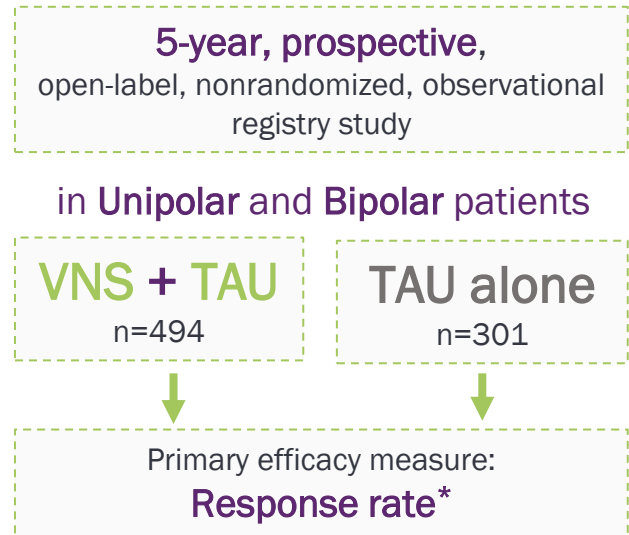 5-year, prospective,
open-label, nonrandomized, observational
registry study
in Unipolar and Bipolar patients
VNS + TAU
n=494
TAU alone
n=301
Primary efficacy measure:
Response rate*